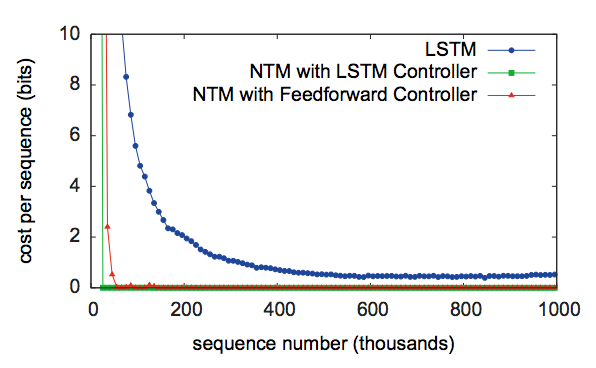 cost per sequence (bits)
10
8
6
4
2
0
LSTM
NTM with LSTM Controller
NTM with Feedforward Controller
0 200 400 600 800 1000
sequence number (thousands)